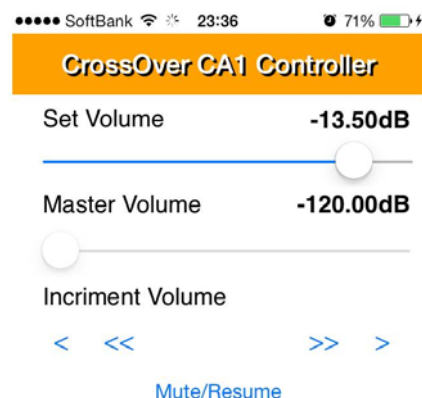 SoftBank 23:36 71%
CrossOver CA1 Controller
Set Volume -13.50dB
Master Volume -120.00dB
Incriment Volume
< << >> >
Mute/Resume